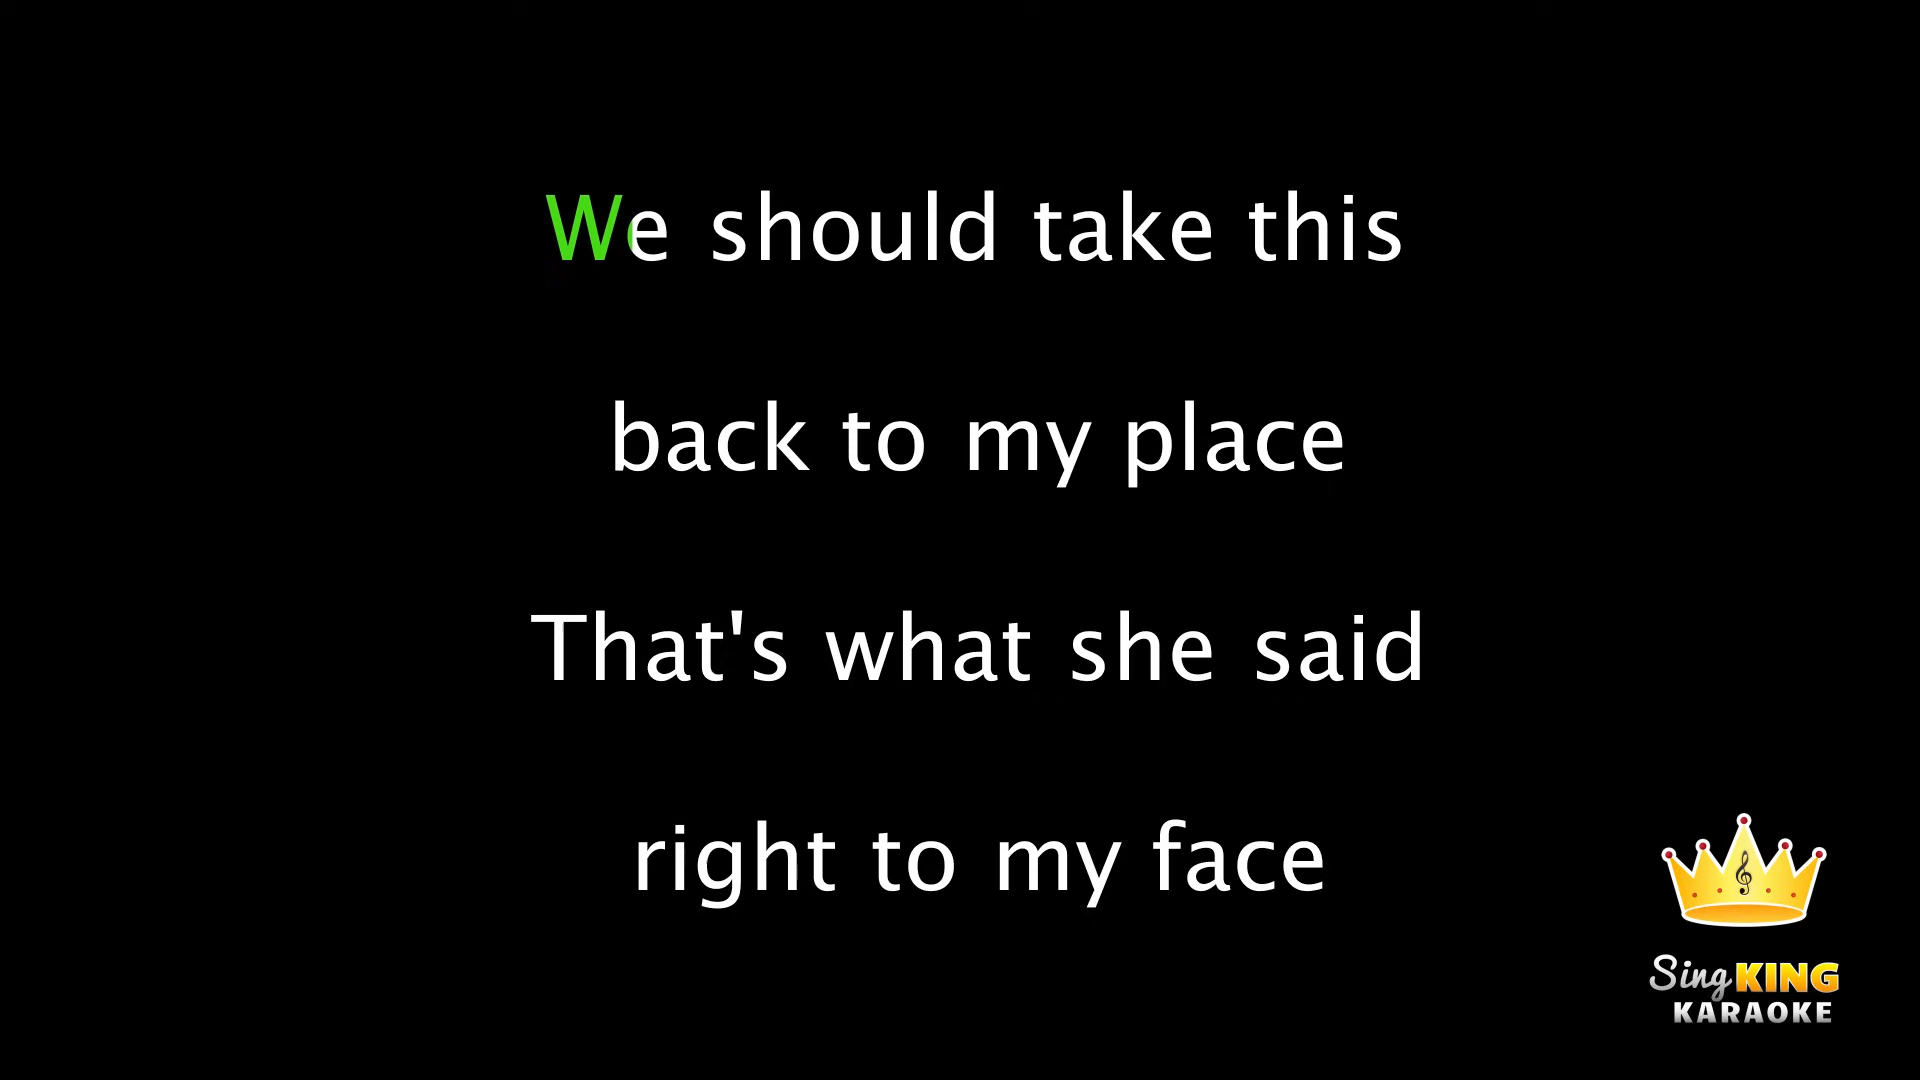 We should take this
back to my place
That's what she said
right to my face
Sing KING
KARAOKE